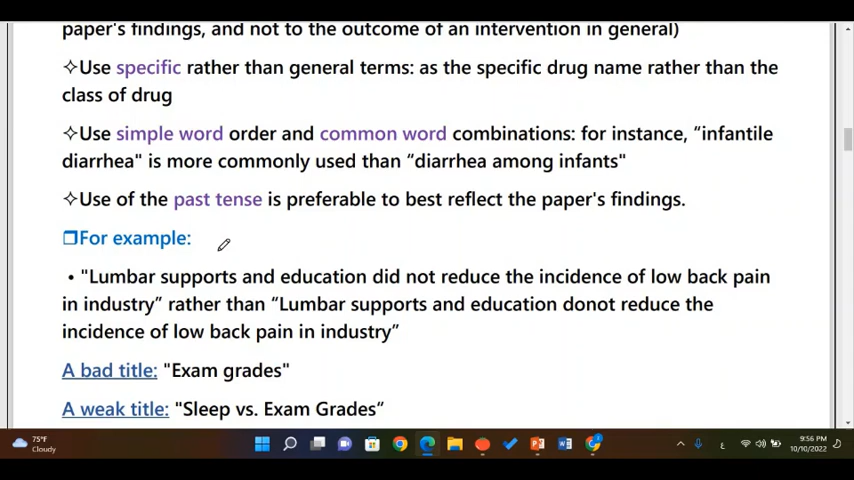 paper's findings, and not to the outcome of an intervention in general)
✧Use specific rather than general terms: as the specific drug name rather than the
class of drug
✧Use simple word order and common word combinations: for instance, “infantile
diarrhea" is more commonly used than “diarrhea among infants"
✧Use of the past tense is preferable to best reflect the paper's findings.
❒For example:
• "Lumbar supports and education did not reduce the incidence of low back pain
in industry” rather than “Lumbar supports and education donot reduce the
incidence of low back pain in industry”
A bad title: "Exam grades"
A weak title: "Sleep vs. Exam Grades“
75°F
Cloudy
ع
9:56 PM
10/10/2022